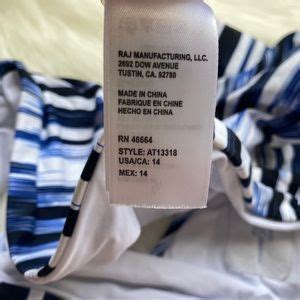 RAJ MANUFACTURING, LLC.
2692 DOW AVENUE
TUSTIN, CA. 92780
MADE IN CHINA
FABRIQUE EN CHINE
HECHO EN CHINA
RN 46664
STYLE: AT13318
USA/CA: 14
MEX: 14